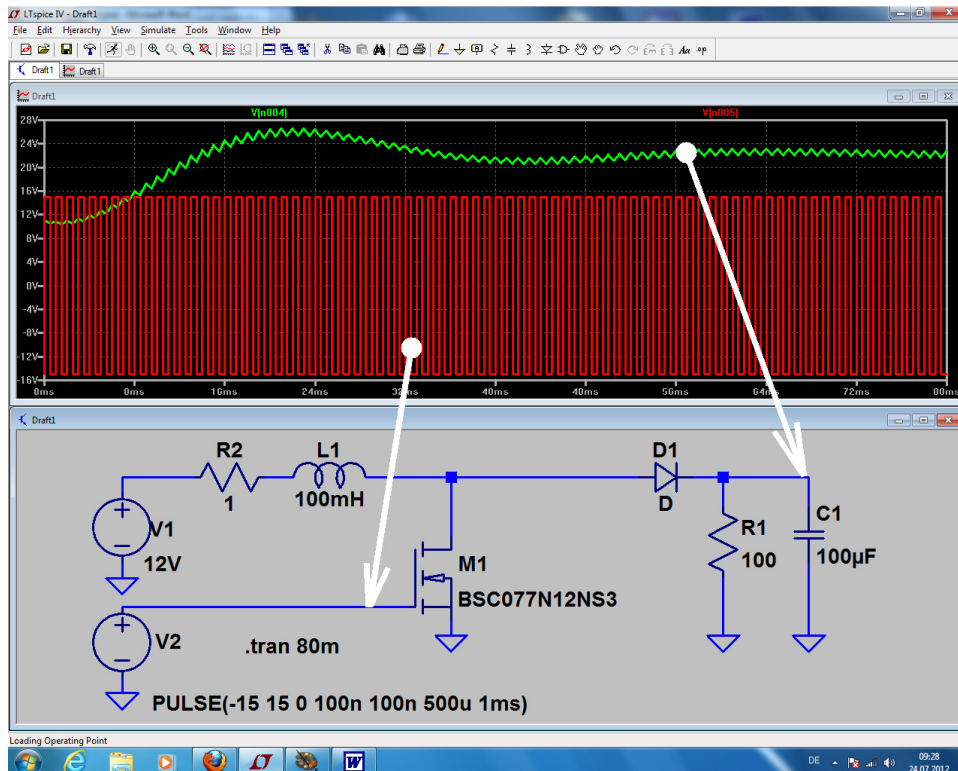 LTspice IV - Draft1
File Edit Hierarchy View Simulate Tools Window Help
Draft1 Draft1
Draft1
V(n004) V(n005)
28V
24V
20V
16V
12V
8V
4V
0V
-4V
-8V
-12V
-16V
0ms 8ms 16ms 24ms 32ms 40ms 40ms 56ms 64ms 72ms 80ms
Draft1
R2 L1 D1
1 100mH D
V1
12V
M1
BSC077N12NS3
R1
100
C1
100µF
V2
.tran 80m
PULSE(-15 15 0 100n 100n 500u 1ms)
Loading Operating Point
DE 09:28
24.07.2012